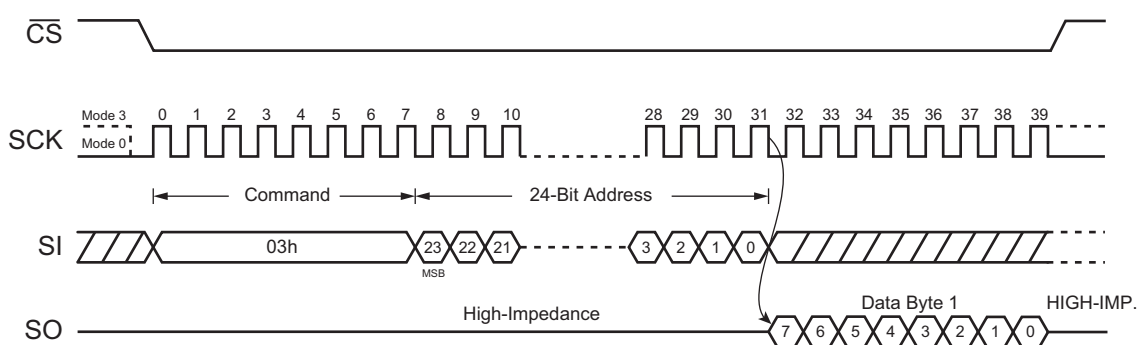 CS
Mode 3 0 1 2 3 4 5 6 7 8 9 10 28 29 30 31 32 33 34 35 36 37 38 39
SCK
Mode 0
Command 24-Bit Address
SI 03h 23 22 21 3 2 1 0
MSB
High-Impedance Data Byte 1 HIGH-IMP.
SO 7 6 5 4 3 2 1 0